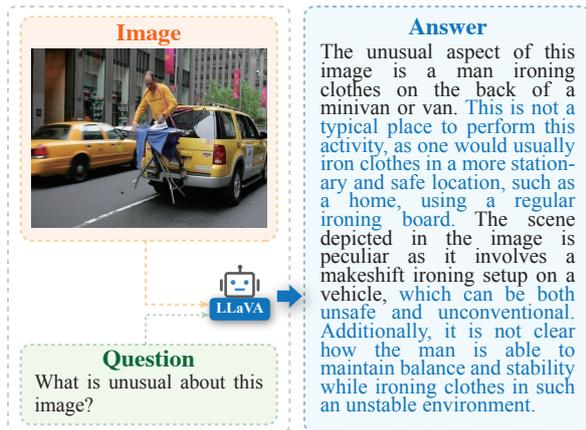 Image
LLaVA
Question
What is unusual about this
image?
Answer
The unusual aspect of this
image is a man ironing
clothes on the back of a
minivan or van. This is not a
typical place to perform this
activity, as one would usually
iron clothes in a more station-
ary and safe location, such as
a home, using a regular
ironing board. The scene
depicted in the image is
peculiar as it involves a
makeshift ironing setup on a
vehicle, which can be both
unsafe and unconventional.
Additionally, it is not clear
how the man is able to
maintain balance and stability
while ironing clothes in such
an unstable environment.